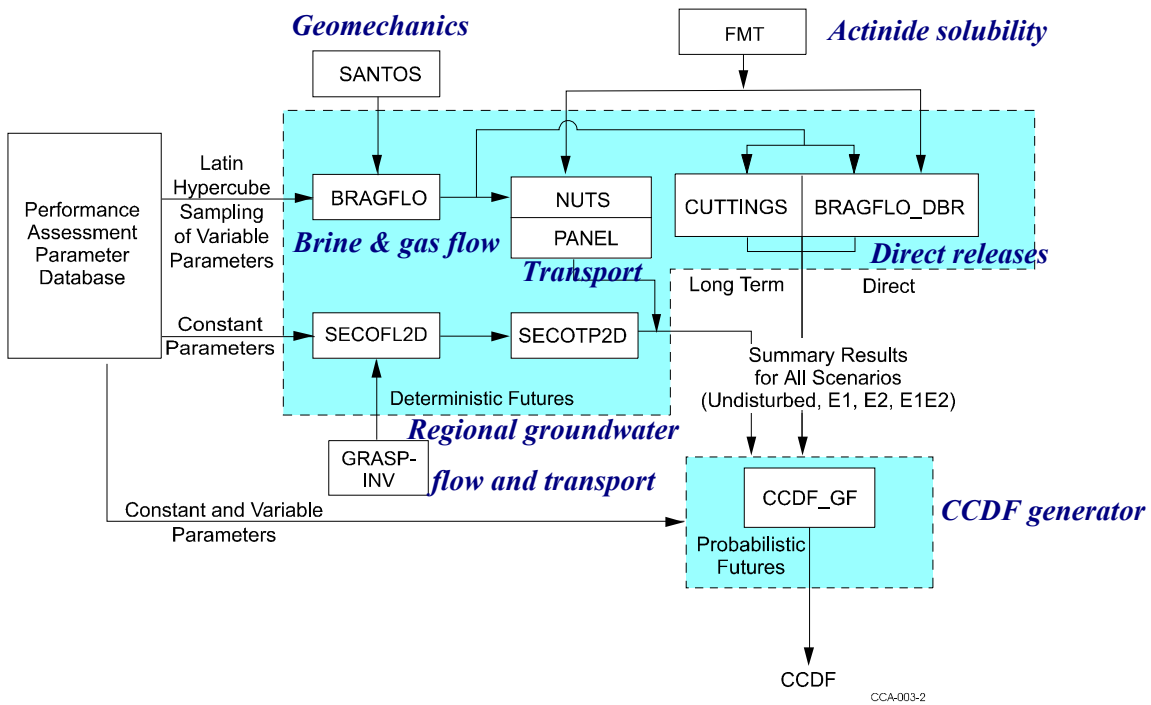 Geomechanics
FMT
Actinide solubility
SANTOS
Latin
Hypercube
Sampling
of Variable
Parameters
Performance
Assessment
Parameter
Database
BRAGFLO
NUTS
PANEL
CUTTINGS
BRAGFLO_DBR
Brine & gas flow
Transport
Direct releases
Long Term
Direct
Constant
Parameters
SECOFL2D
SECOTP2D
Summary Results
for All Scenarios
(Undisturbed, E1, E2, E1E2)
Deterministic Futures
Regional groundwater
flow and transport
GRASP-
INV
Constant and Variable
Parameters
CCDF_GF
CCDF generator
Probabilistic
Futures
CCDF
CCA-003-2